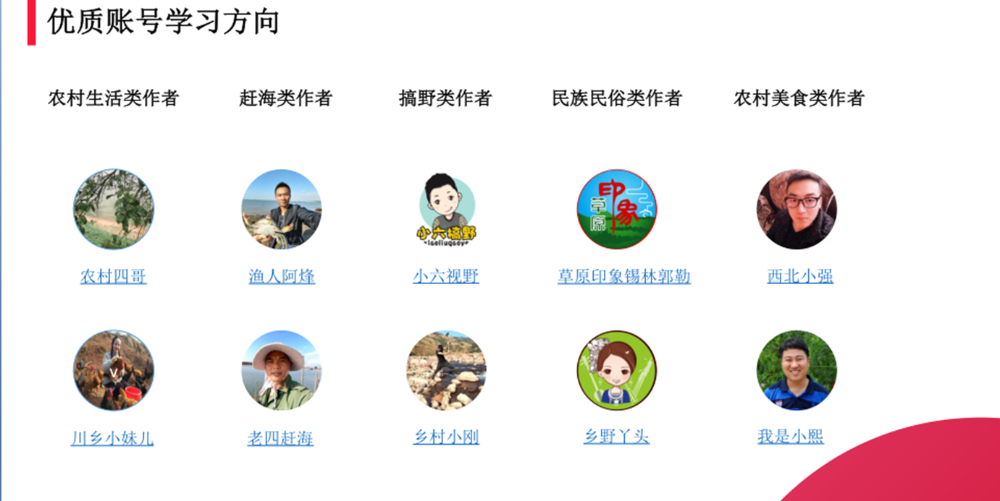 优质账号学习方向
农村生活类作者
赶海类作者
搞野类作者
民族民俗类作者
农村美食类作者
印象
草原
小六搞野
xiaoliugaoye
农村四哥
渔人阿烽
小六视野
草原印象锡林郭勒
西北小强
V
川乡小妹儿
老四赶海
乡村小刚
乡野丫头
我是小熙